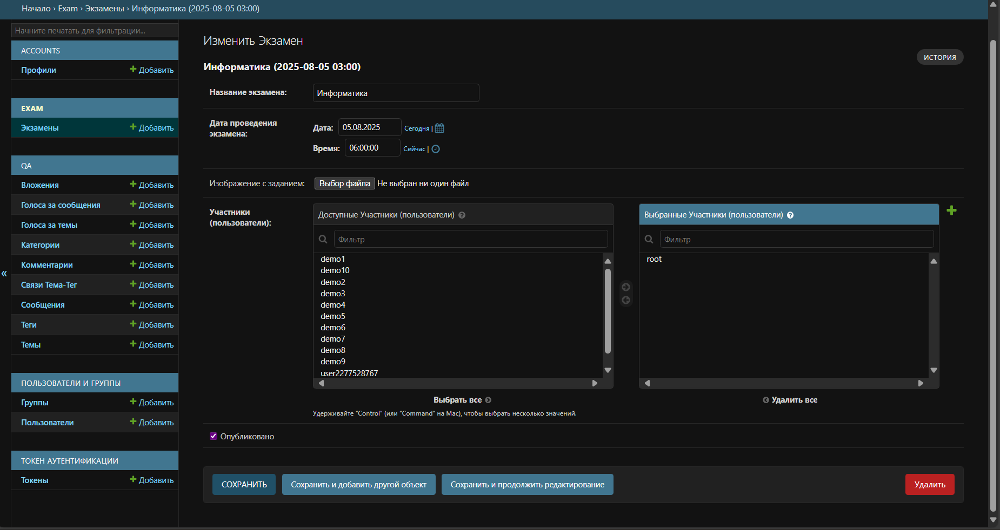 Начало › Exam › Экзамены › Информатика (2025-08-05 03:00)
Начните печатать для фильтрации...
ACCOUNTS
Профили Добавить
EXAM
Экзамены Добавить
QA
Вложения Добавить
Голоса за сообщения Добавить
Голоса за темы Добавить
Категории Добавить
Комментарии Добавить
Связи Тема-Тег Добавить
Сообщения Добавить
Теги Добавить
Темы Добавить
ПОЛЬЗОВАТЕЛИ И ГРУППЫ
Группы Добавить
Пользователи Добавить
ТОКЕН АУТЕНТИФИКАЦИИ
Токены Добавить
«
Изменить Экзамен
ИСТОРИЯ
Информатика (2025-08-05 03:00)
Название экзамена: Информатика
Дата проведения
экзамена:
Дата: 05.08.2025 Сегодня |
Время: 06:00:00 Сейчас |
Изображение с заданием: Выбор файла Не выбран ни один файл
Участники
(пользователи):
Доступные Участники (пользователи) ?
Фильтр
demo1
demo10
demo2
demo3
demo4
demo5
demo6
demo7
demo8
demo9
user2277528767
Выбрать все
Удерживайте “Control” (или “Command” на Mac), чтобы выбрать несколько значений.
Выбранные Участники (пользователи) ?
Фильтр
root
Удалить все
Опубликовано
СОХРАНИТЬ Сохранить и добавить другой объект Сохранить и продолжить редактирование Удалить